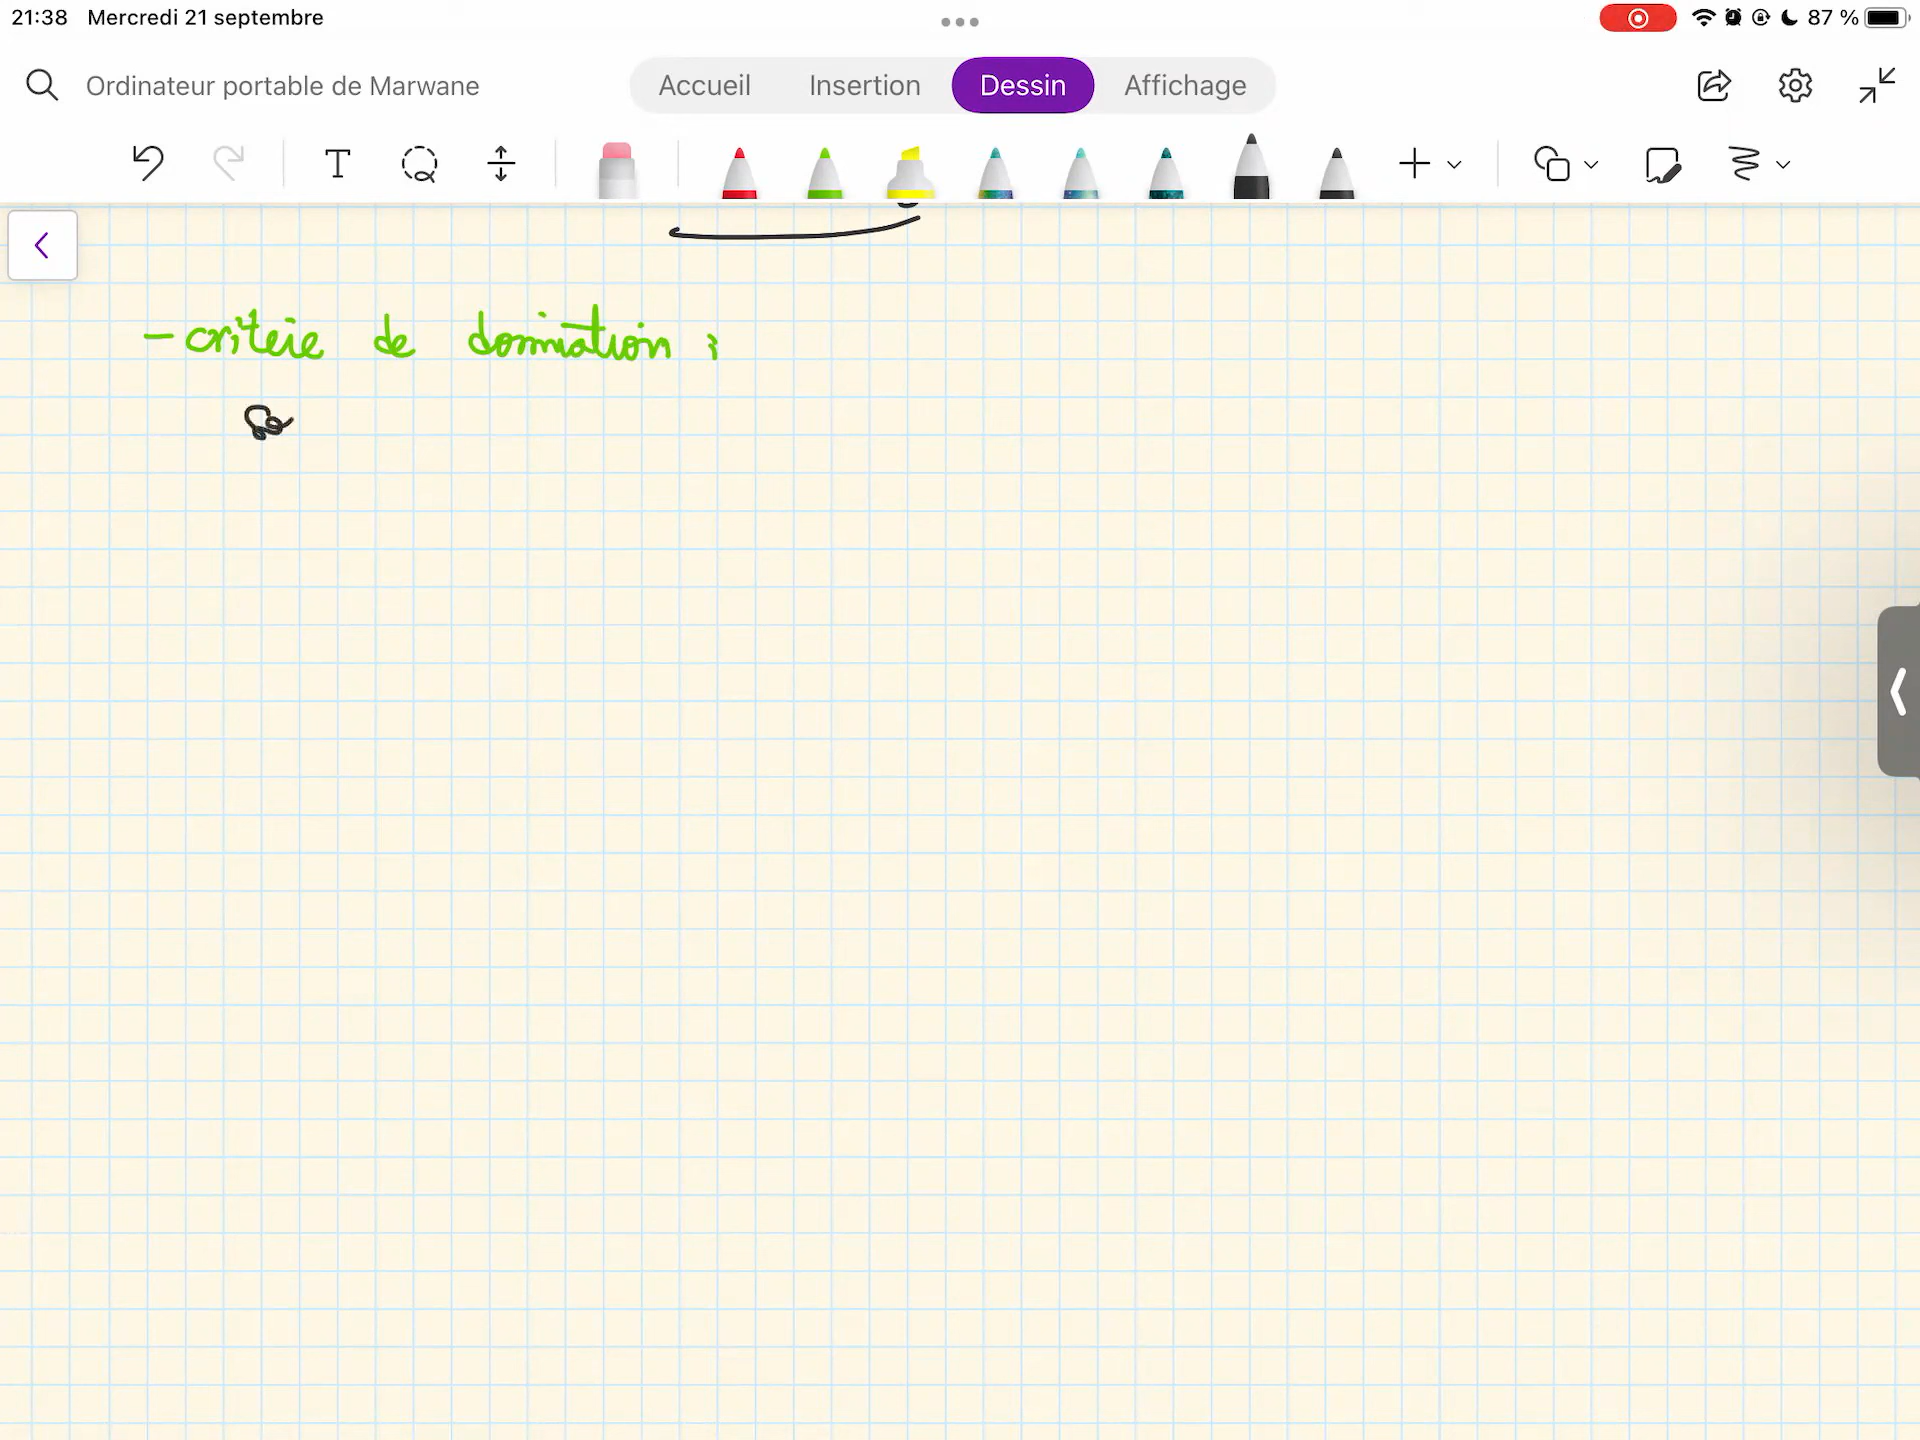 21:38 Mercredi 21 septembre 87 %
Ordinateur portable de Marwane Accueil Insertion Dessin Affichage
T
- critère de domination :